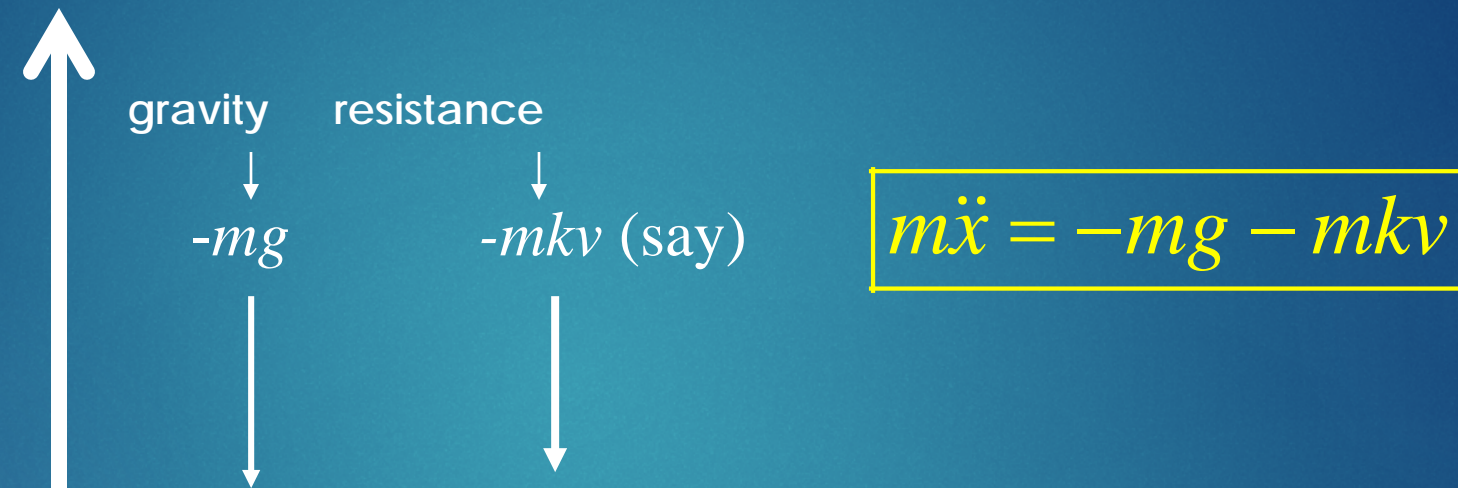 gravity resistance
-mg -mkv (say)
mẍ = −mg − mkv